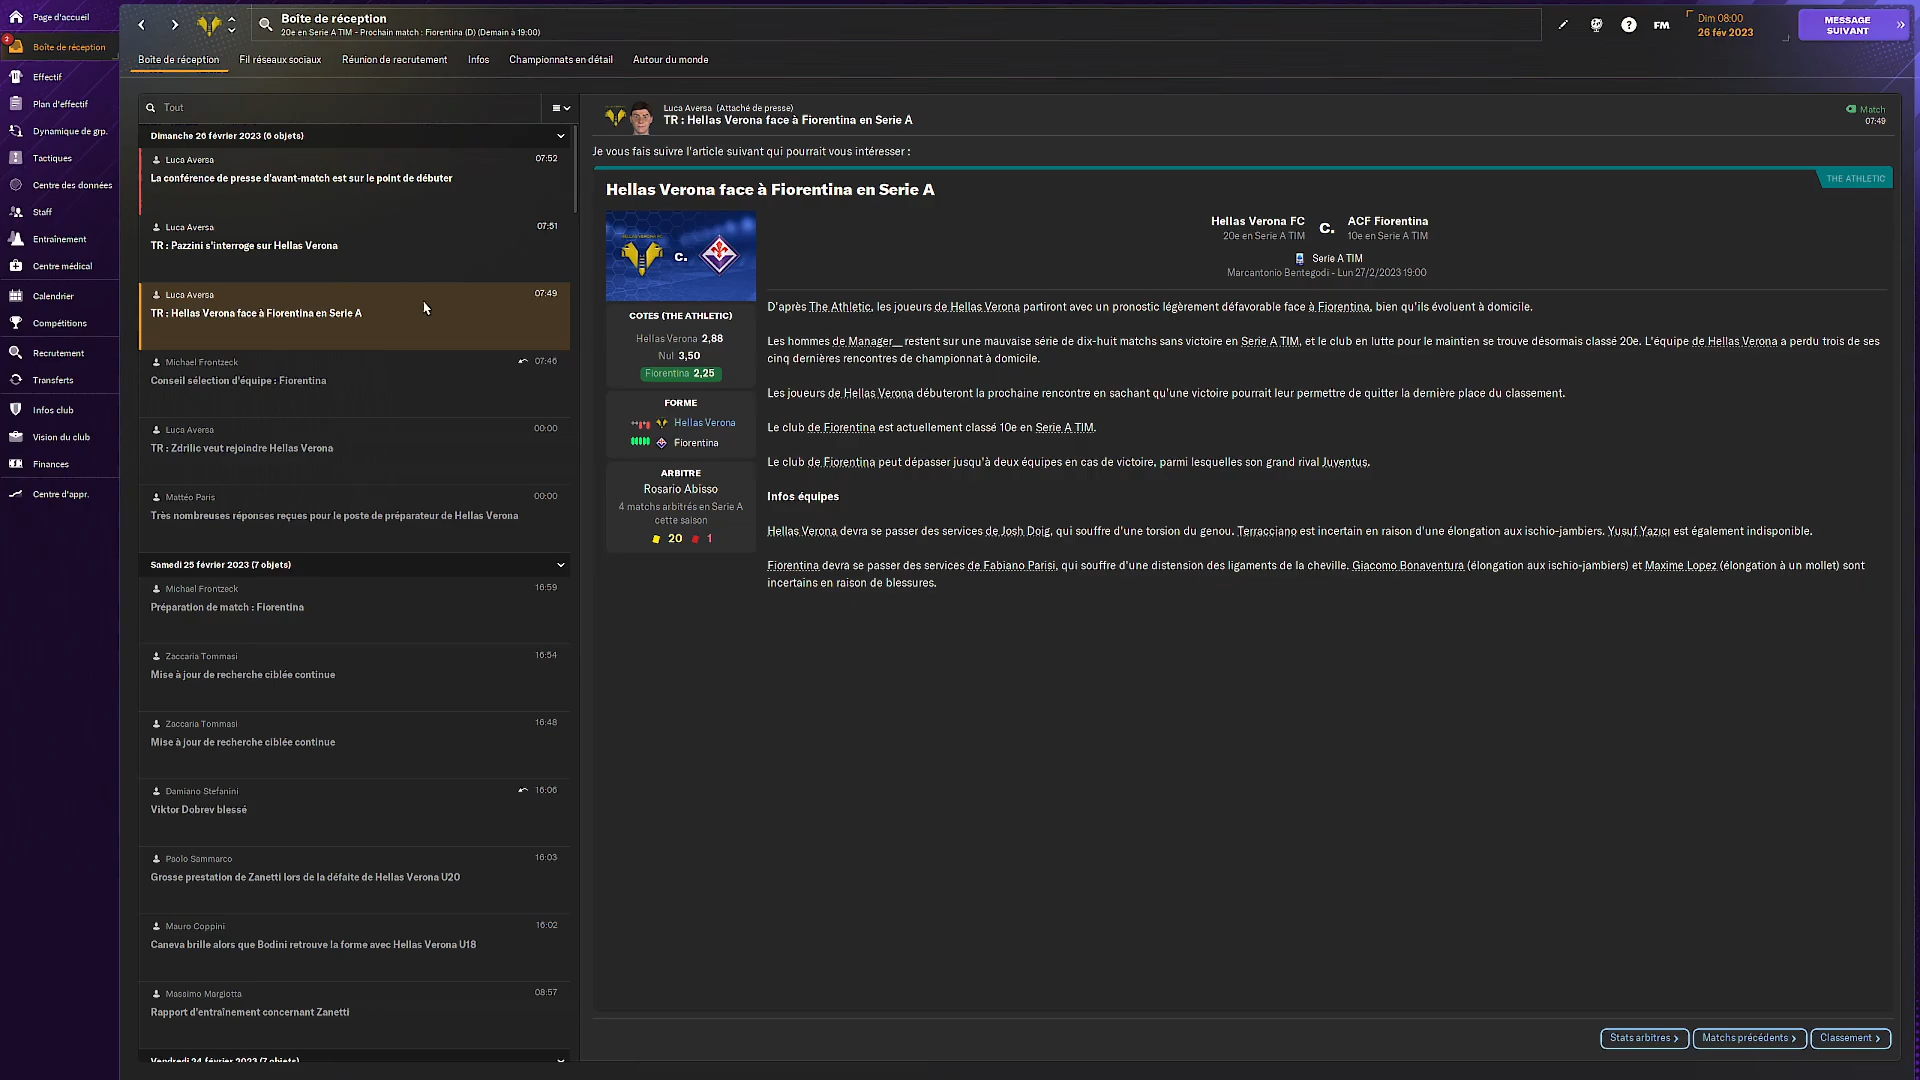 Page d'accueil
2
Boîte de réception
Effectif
Plan d'effectif
Dynamique de grp.
Tactiques
Centre des données
Staff
Entraînement
Centre médical
Calendrier
Compétitions
Recrutement
Transferts
Infos club
Vision du club
Finances
Centre d'appr.
Boîte de réception
20e en Serie A TIM - Prochain match : Fiorentina (D) (Demain à 19:00)
FM
Dim 08:00
26 fév 2023
MESSAGE
SUIVANT
Boîte de réception
Fil réseaux sociaux
Réunion de recrutement
Infos
Championnats en détail
Autour du monde
Tout
Dimanche 26 février 2023 (6 objets)
Luca Aversa 07:52
La conférence de presse d'avant-match est sur le point de débuter
Luca Aversa 07:51
TR : Pazzini s'interroge sur Hellas Verona
Luca Aversa 07:49
TR : Hellas Verona face à Fiorentina en Serie A
Michael Frontzeck 07:46
Conseil sélection d'équipe : Fiorentina
Luca Aversa 00:00
TR : Zdrilic veut rejoindre Hellas Verona
Mattéo Paris 00:00
Très nombreuses réponses reçues pour le poste de préparateur de Hellas Verona
Samedi 25 février 2023 (7 objets)
Michael Frontzeck 16:59
Préparation de match : Fiorentina
Zaccaria Tommasi 16:54
Mise à jour de recherche ciblée continue
Zaccaria Tommasi 16:48
Mise à jour de recherche ciblée continue
Damiano Stefanini 16:06
Viktor Dobrev blessé
Paolo Sammarco 16:03
Grosse prestation de Zanetti lors de la défaite de Hellas Verona U20
Mauro Coppini 16:02
Caneva brille alors que Bodini retrouve la forme avec Hellas Verona U18
Massimo Margiotta 08:57
Rapport d'entraînement concernant Zanetti
Vendredi 24 février 2023 (7 objets)
Luca Aversa (Attaché de presse)
TR : Hellas Verona face à Fiorentina en Serie A
Match
07:49
Je vous fais suivre l'article suivant qui pourrait vous intéresser :
THE ATHLETIC
Hellas Verona face à Fiorentina en Serie A
c.
COTES (THE ATHLETIC)
Hellas Verona 2,88
Nul 3,50
Fiorentina 2,25
FORME
Hellas Verona
Fiorentina
ARBITRE
Rosario Abisso
4 matchs arbitrés en Serie A
cette saison
20 1
Hellas Verona FC c. ACF Fiorentina
20e en Serie A TIM 10e en Serie A TIM
Serie A TIM
Marcantonio Bentegodi - Lun 27/2/2023 19:00
D'après The Athletic, les joueurs de Hellas Verona partiront avec un pronostic légèrement défavorable face à Fiorentina, bien qu'ils évoluent à domicile.
Les hommes de Manager__ restent sur une mauvaise série de dix-huit matchs sans victoire en Serie A TIM, et le club en lutte pour le maintien se trouve désormais classé 20e. L'équipe de Hellas Verona a perdu trois de ses
cinq dernières rencontres de championnat à domicile.
Les joueurs de Hellas Verona débuteront la prochaine rencontre en sachant qu'une victoire pourrait leur permettre de quitter la dernière place du classement.
Le club de Fiorentina est actuellement classé 10e en Serie A TIM.
Le club de Fiorentina peut dépasser jusqu'à deux équipes en cas de victoire, parmi lesquelles son grand rival Juventus.
Infos équipes
Hellas Verona devra se passer des services de Josh Doig, qui souffre d'une torsion du genou. Terracciano est incertain en raison d'une élongation aux ischio-jambiers. Yusuf Yazıcı est également indisponible.
Fiorentina devra se passer des services de Fabiano Parisi, qui souffre d'une distension des ligaments de la cheville. Giacomo Bonaventura (élongation aux ischio-jambiers) et Maxime Lopez (élongation à un mollet) sont
incertains en raison de blessures.
Stats arbitres
Matchs précédents
Classement